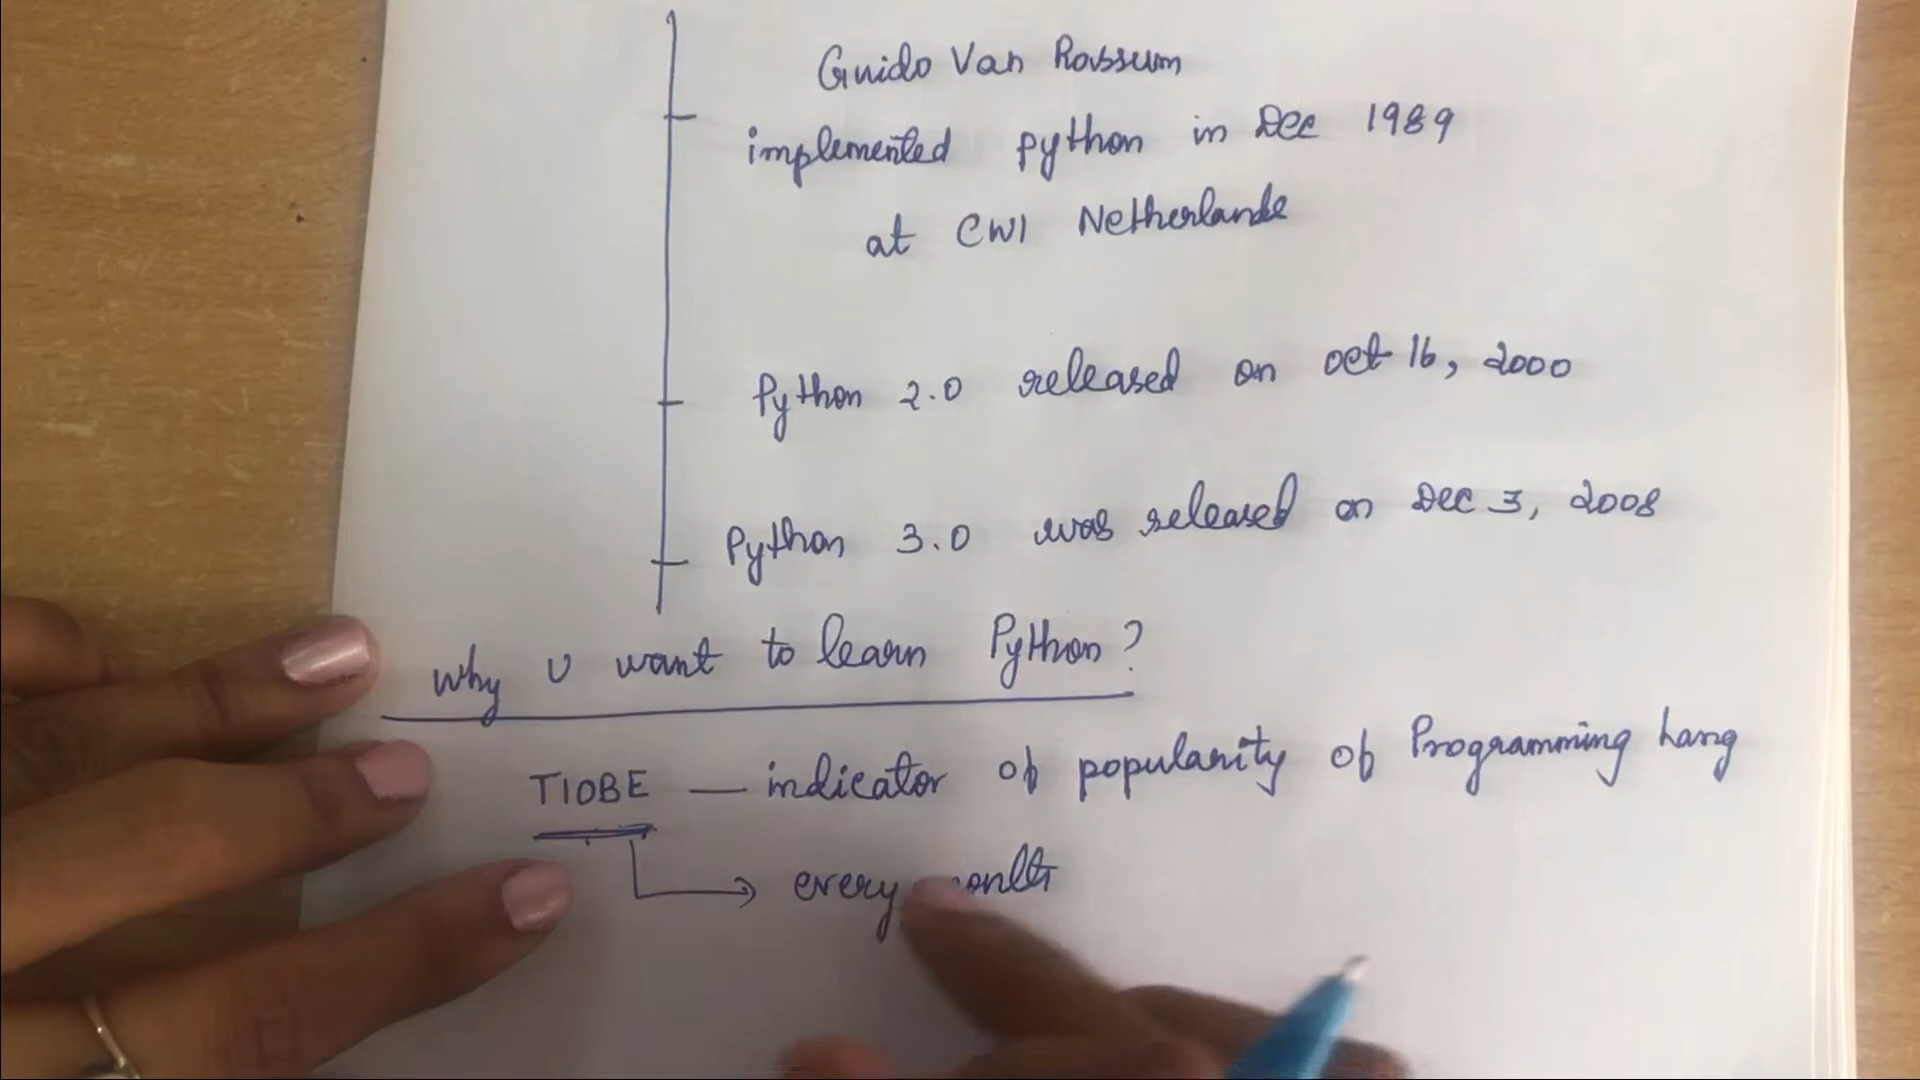 Guido Van Rossum
implemented python in Dec 1989
at CWI Netherlands
Python 2.0 released on oct 16, 2000
Python 3.0 was released on Dec 3, 2008
Why U want to learn Python?
TIOBE — indicator of popularity of Programming Lang
every month